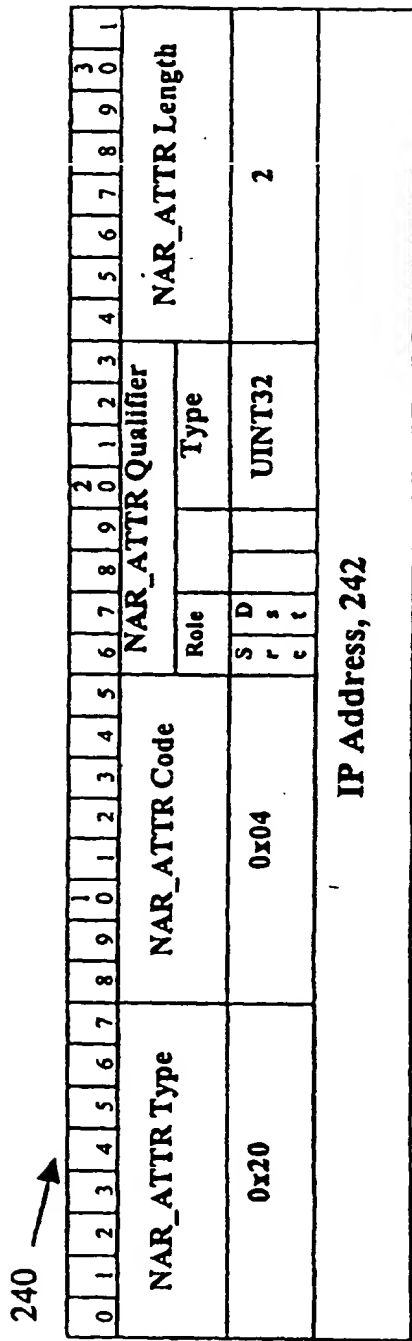 240
1 2 3
0 1 2 3 4 5 6 7 8 9 0 1 2 3 4 5 6 7 8 9 0 1 2 3 4 5 6 7 8 9 0 1
NAR_ATTR Type NAR_ATTR Code NAR_ATTR Qualifier NAR_ATTR Length
Role Type
0x20 0x04 Src Dst UINT32 2
IP Address, 242